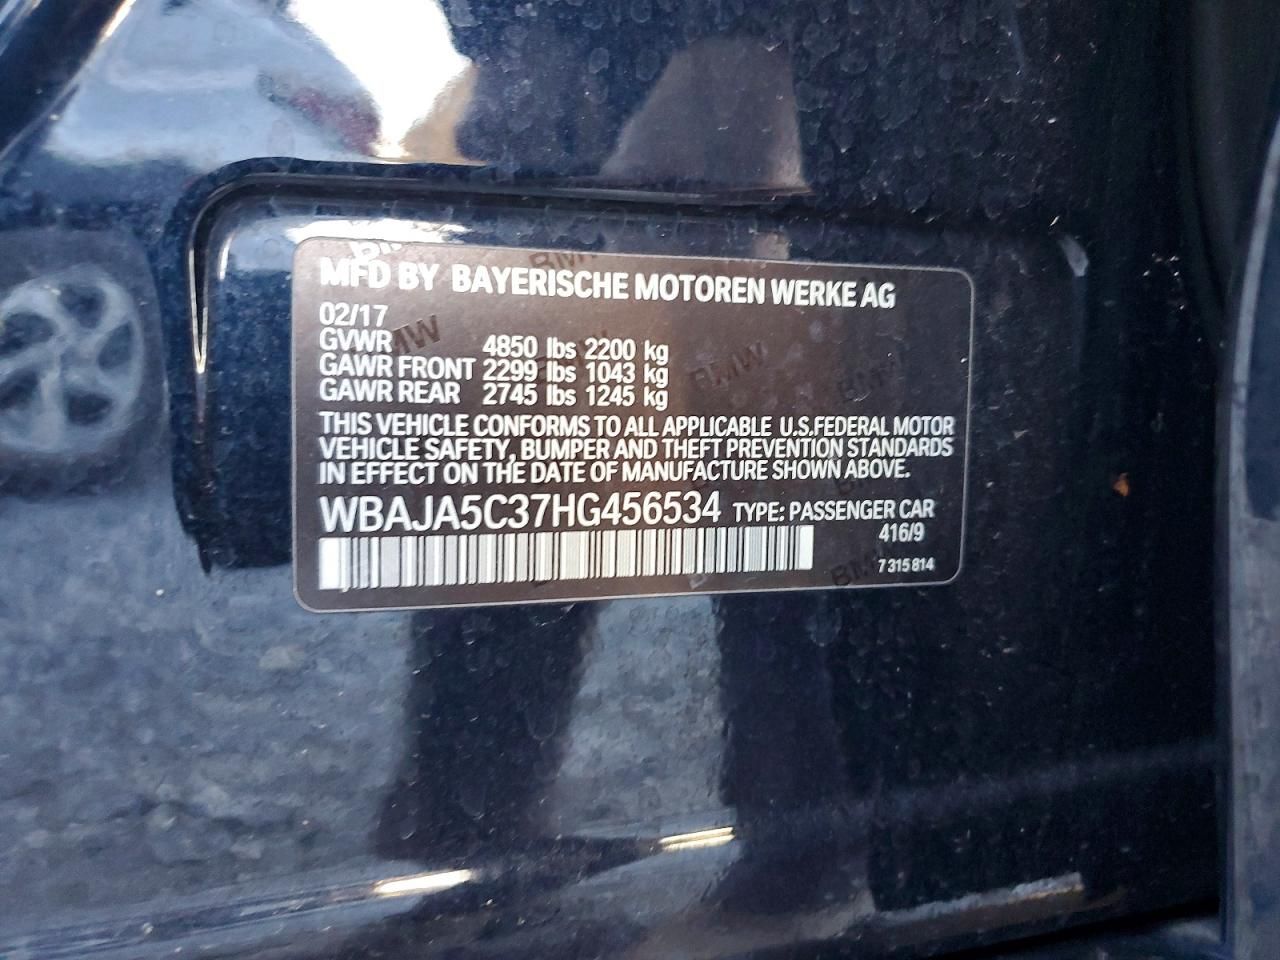 MFD BY BAYERISCHE MOTOREN WERKE AG
02/17
GVWR 4850 lbs 2200 kg
GAWR FRONT 2299 lbs 1043 kg
GAWR REAR 2745 lbs 1245 kg
THIS VEHICLE CONFORMS TO ALL APPLICABLE U.S.FEDERAL MOTOR
VEHICLE SAFETY, BUMPER AND THEFT PREVENTION STANDARDS
IN EFFECT ON THE DATE OF MANUFACTURE SHOWN ABOVE.
WBAJA5C37HG456534 TYPE: PASSENGER CAR
416/9
7 315 814